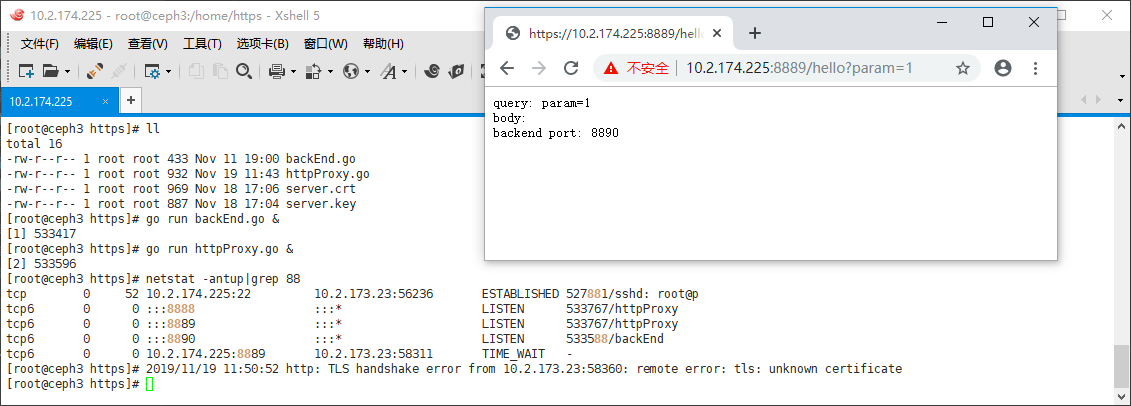 10.2.174.225 - root@ceph3:/home/https - Xshell 5
文件(F) 编辑(E) 查看(V) 工具(T) 选项卡(B) 窗口(W) 帮助(H)
10.2.174.225
https://10.2.174.225:8889/hello
不安全 10.2.174.225:8889/hello?param=1
query: param=1
body:
backend port: 8890
[root@ceph3 https]# ll
total 16
-rw-r--r-- 1 root root 433 Nov 11 19:00 backEnd.go
-rw-r--r-- 1 root root 932 Nov 19 11:43 httpProxy.go
-rw-r--r-- 1 root root 969 Nov 18 17:06 server.crt
-rw-r--r-- 1 root root 887 Nov 18 17:04 server.key
[root@ceph3 https]# go run backEnd.go &
[1] 533417
[root@ceph3 https]# go run httpProxy.go &
[2] 533596
[root@ceph3 https]# netstat -antup|grep 88
tcp 0 52 10.2.174.225:22 10.2.173.23:56236 ESTABLISHED 527881/sshd: root@p
tcp6 0 0 :::8888 :::* LISTEN 533767/httpProxy
tcp6 0 0 :::8889 :::* LISTEN 533767/httpProxy
tcp6 0 0 :::8890 :::* LISTEN 533588/backEnd
tcp6 0 0 10.2.174.225:8889 10.2.173.23:58311 TIME_WAIT -
[root@ceph3 https]# 2019/11/19 11:50:52 http: TLS handshake error from 10.2.173.23:58360: remote error: tls: unknown certificate
[root@ceph3 https]#